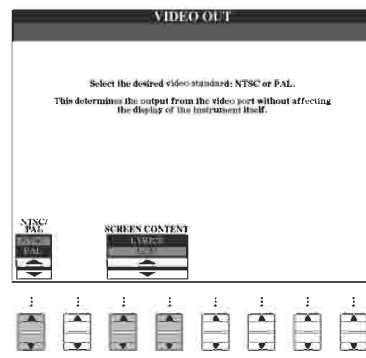 VIDEO OUT
Select the desired video standard: NTSC or PAL.
This determines the output from the video port without affecting
the display of the instrument itself.
NTSC/
PAL
SCREEN CONTENT
NTSC
LYRICS
PAL